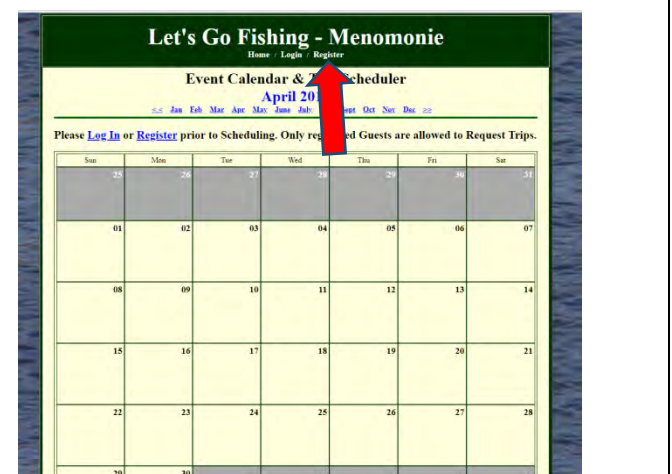 Let's Go Fishing - Menomonie
Home / Login / Register
Event Calendar & Scheduler
April 201
<< Jan Feb Mar Apr May June July Sept Oct Nov Dec >>
Please Log In or Register prior to Scheduling. Only Guests are allowed to Request Trips.
Sun Mon Tue Wed Thu Fri Sat
25 26 27 28 29 30 31
01 02 03 04 05 06 07
08 09 10 11 12 13 14
15 16 17 18 19 20 21
22 23 24 25 26 27 28
29 30